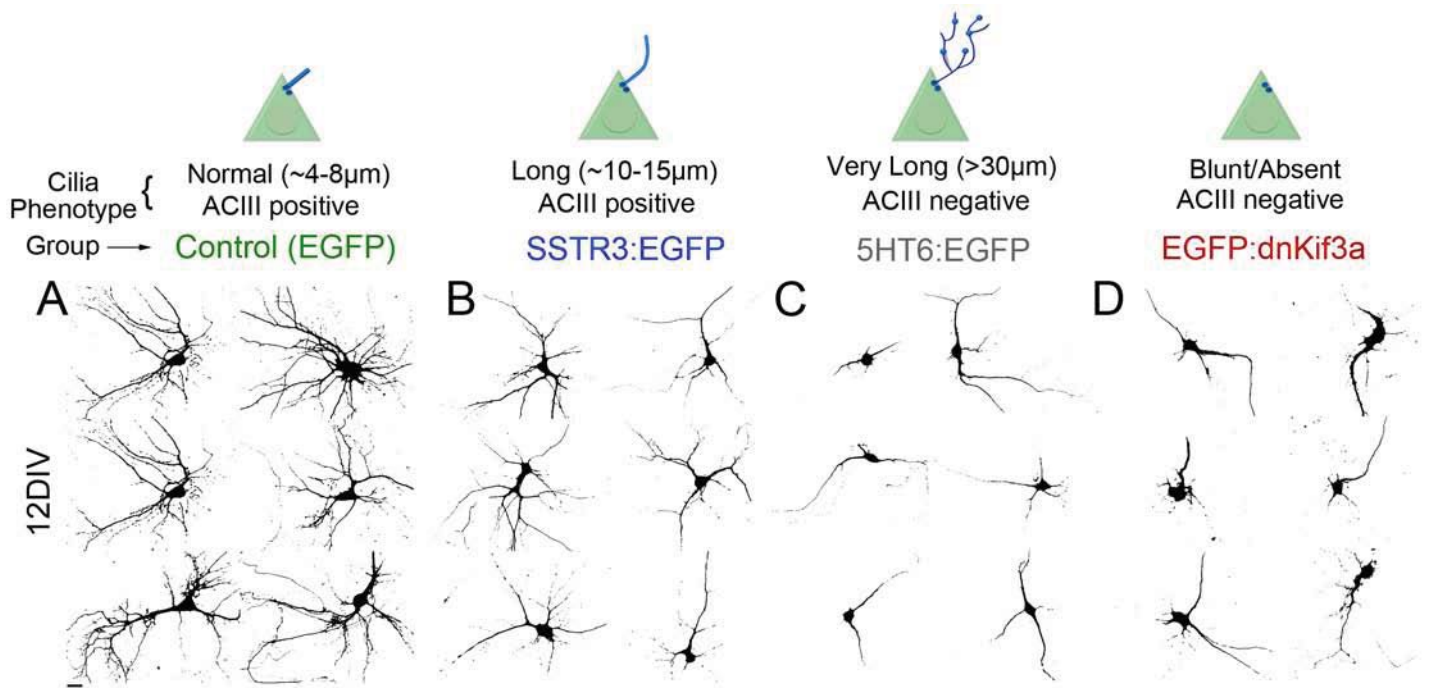 Cilia Phenotype {
Normal (~4-8µm)
ACIII positive
Long (~10-15µm)
ACIII positive
Very Long (>30µm)
ACIII negative
Blunt/Absent
ACIII negative
Group → Control (EGFP)
SSTR3:EGFP
5HT6:EGFP
EGFP:dnKif3a
A
B
C
D
12DIV